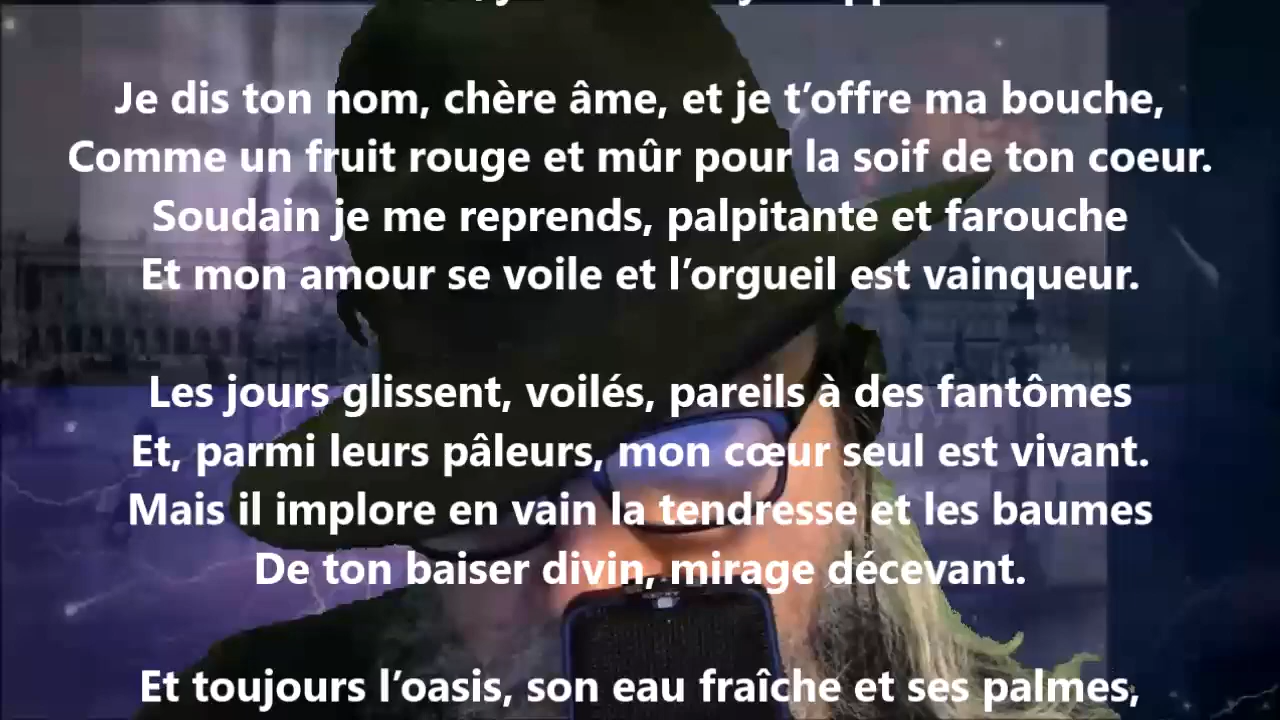 Je dis ton nom, chère âme, et je t’offre ma bouche,
Comme un fruit rouge et mûr pour la soif de ton coeur.
Soudain je me reprends, palpitante et farouche
Et mon amour se voile et l’orgueil est vainqueur.
Les jours glissent, voilés, pareils à des fantômes
Et, parmi leurs pâleurs, mon cœur seul est vivant.
Mais il implore en vain la tendresse et les baumes
De ton baiser divin, mirage décevant.
Et toujours l’oasis, son eau fraîche et ses palmes,